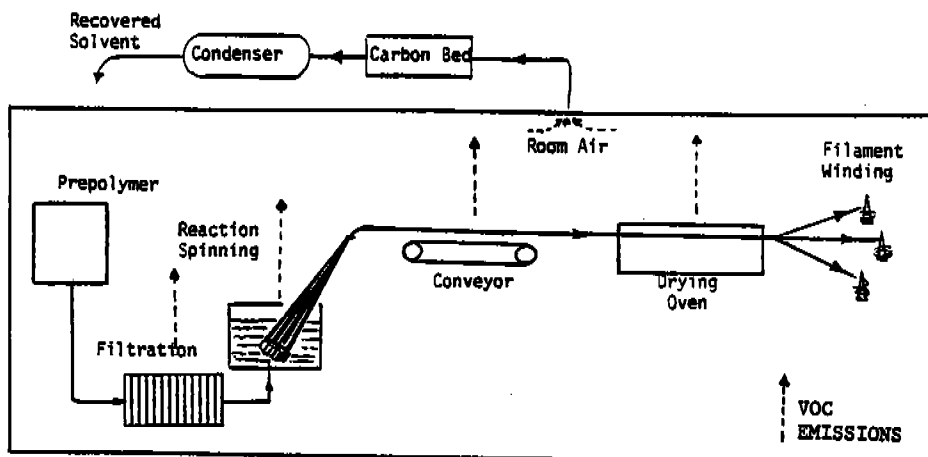 Recovered
Solvent
Condenser
Carbon Bed
Room Air
Filament
Winding
Prepolymer
Reaction
Spinning
Conveyor
Drying
Oven
Filtration
VOC
EMISSIONS